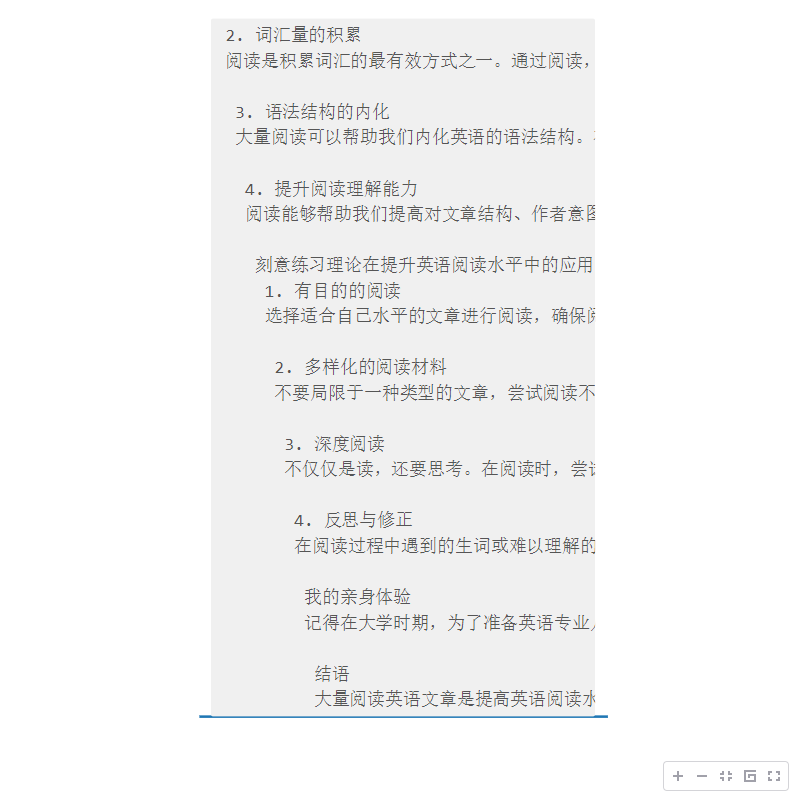 2. 词汇量的积累
阅读是积累词汇的最有效方式之一。通过阅读，
3. 语法结构的内化
大量阅读可以帮助我们内化英语的语法结构。
4. 提升阅读理解能力
阅读能够帮助我们提高对文章结构、作者意图
刻意练习理论在提升英语阅读水平中的应用
1. 有目的的阅读
选择适合自己水平的文章进行阅读，确保阅
2. 多样化的阅读材料
不要局限于一种类型的文章，尝试阅读不
3. 深度阅读
不仅仅是读，还要思考。在阅读时，尝试
4. 反思与修正
在阅读过程中遇到的生词或难以理解的
我的亲身体验
记得在大学时期，为了准备英语专业
结语
大量阅读英语文章是提高英语阅读水